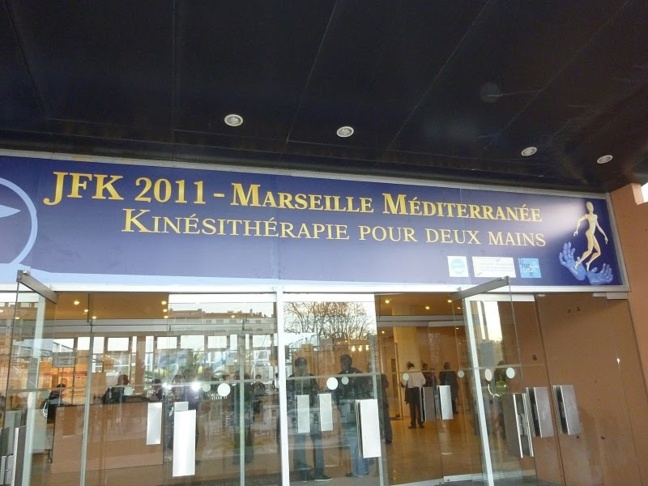 JFK 2011 - MARSEILLE MÉDITERRANÉE
KINÉSITHÉRAPIE POUR DEUX MAINS